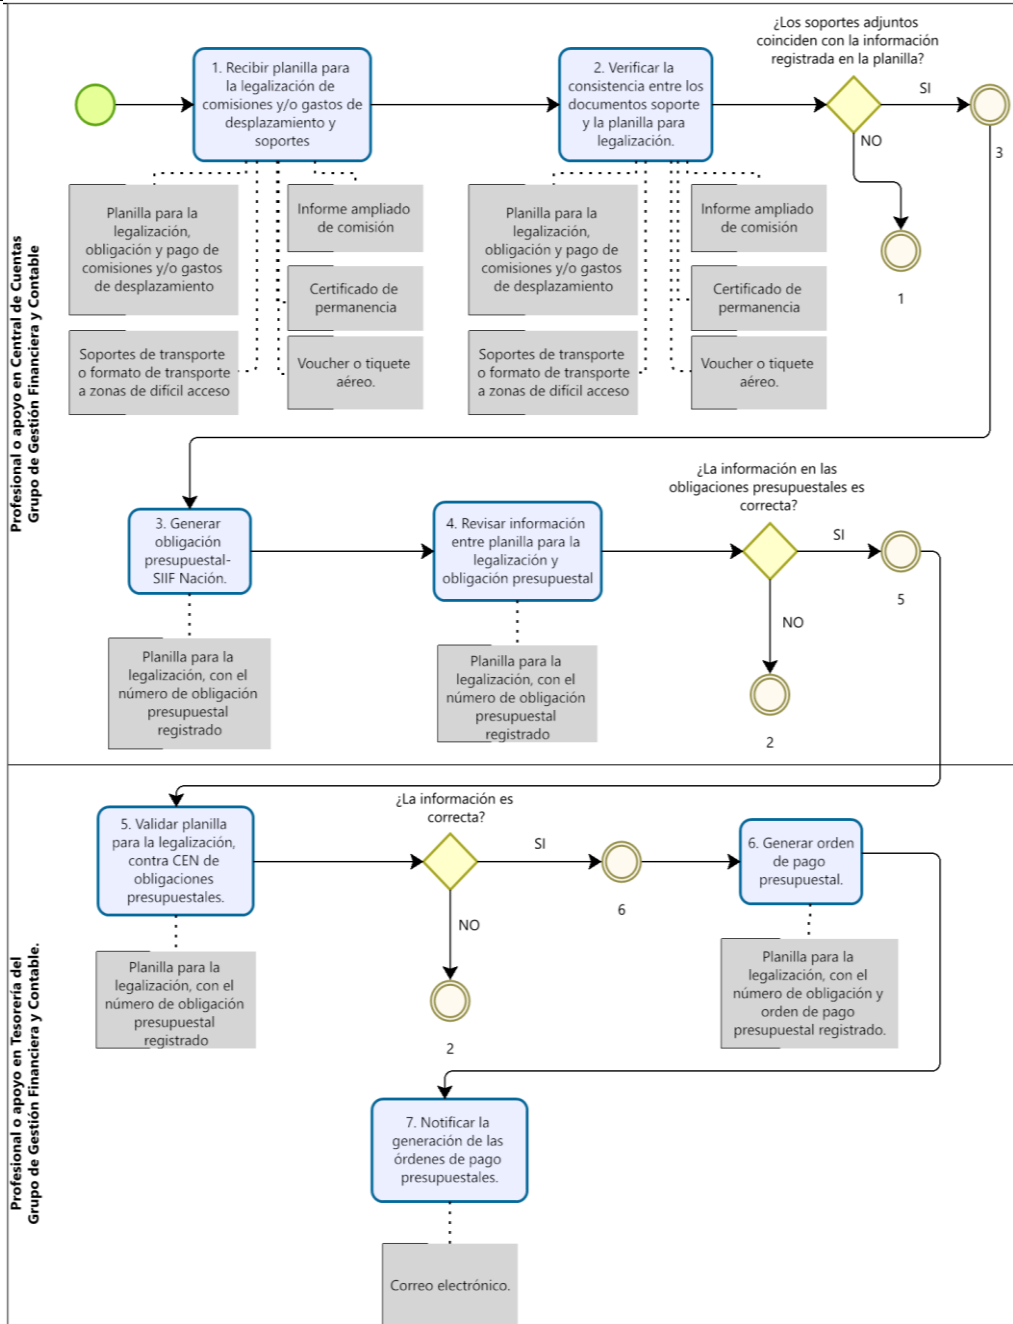 Profesional o apoyo en Central de Cuentas
Grupo de Gestión Financiera y Contable
1. Recibir planilla para
la legalización de
comisiones y/o gastos de
desplazamiento y
soportes
2. Verificar la
consistencia entre los
documentos soporte
y la planilla para
legalización.
¿Los soportes adjuntos
coinciden con la información
registrada en la planilla?
SI
3
NO
1
Planilla para la
legalización,
obligación y pago de
comisiones y/o gastos
de desplazamiento
Informe ampliado
de comisión
Certificado de
permanencia
Soportes de transporte
o formato de transporte
a zonas de difícil acceso
Voucher o tiquete
aéreo.
Planilla para la
legalización,
obligación y pago de
comisiones y/o gastos
de desplazamiento
Informe ampliado
de comisión
Certificado de
permanencia
Soportes de transporte
o formato de transporte
a zonas de difícil acceso
Voucher o tiquete
aéreo.
3. Generar
obligación
presupuestal-
SIIF Nación.
4. Revisar información
entre planilla para la
legalización y
obligación presupuestal
¿La información en las
obligaciones presupuestales es
correcta?
SI
5
NO
2
Planilla para la
legalización, con el
número de obligación
presupuestal
registrado
Planilla para la
legalización, con el
número de obligación
presupuestal
registrado
Profesional o apoyo en Tesorería del
Grupo de Gestión Financiera y Contable.
5. Validar planilla
para la legalización,
contra CEN de
obligaciones
presupuestales.
¿La información es
correcta?
SI
6
NO
2
6. Generar orden
de pago
presupuestal.
Planilla para la
legalización, con el
número de obligación
presupuestal
registrado
Planilla para la
legalización, con el
número de obligación y
orden de pago
presupuestal registrado.
7. Notificar la
generación de las
órdenes de pago
presupuestales.
Correo electrónico.